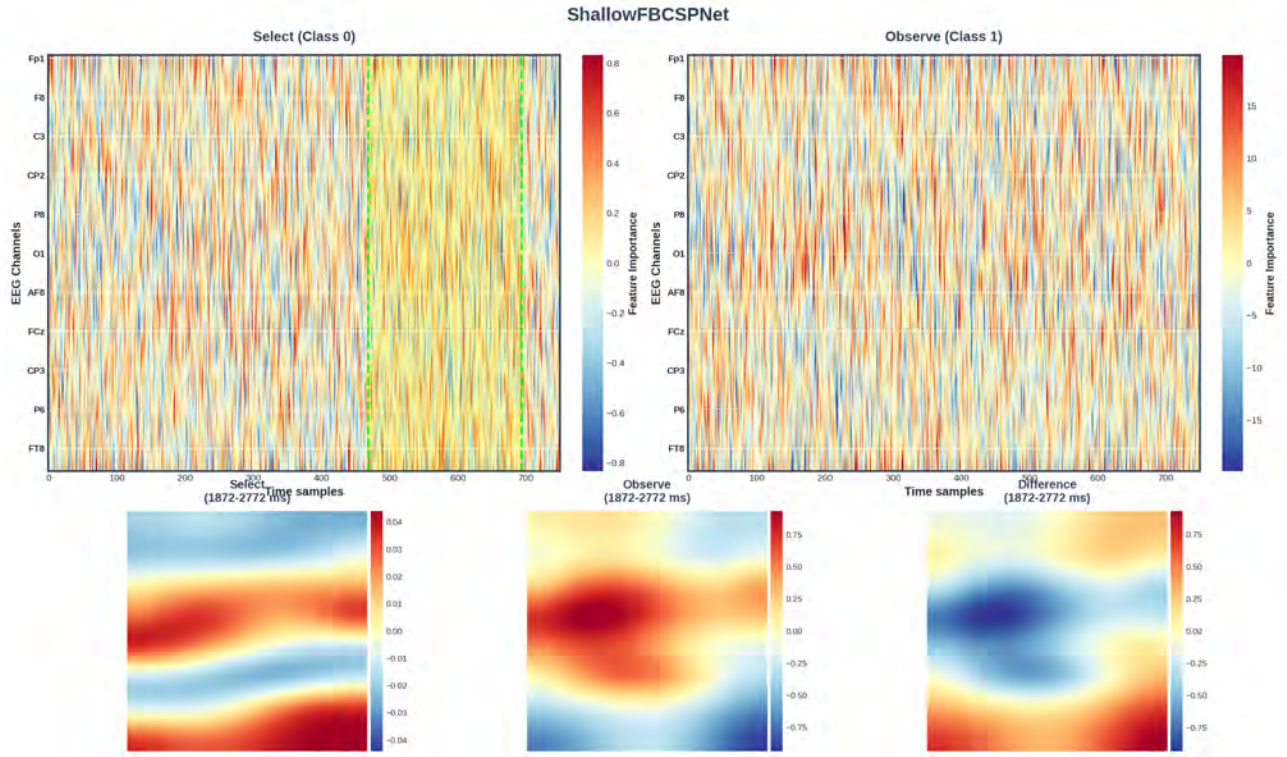 ShallowFBCSPNet
Select (Class 0)
Observe (Class 1)
Fp1
F8
C3
CP2
P8
O1
AF8
FCz
CP3
P6
FT8
EEG Channels
0 100 200 300 400 500 600 700
Time samples
0.8
0.6
0.4
0.2
0.0
−0.2
−0.4
−0.6
−0.8
Feature Importance
Fp1
F8
C3
CP2
P8
O1
AF8
FCz
CP3
P6
FT8
EEG Channels
0 100 200 300 400 500 600 700
Time samples
15
10
5
0
−5
−10
−15
Feature Importance
Select
(1872-2772 ms)
0.04
0.03
0.02
0.01
0.00
−0.01
−0.02
−0.03
−0.04
Observe
(1872-2772 ms)
0.75
0.50
0.25
0.00
−0.25
−0.50
−0.75
Difference
(1872-2772 ms)
0.75
0.50
0.25
0.00
−0.25
−0.50
−0.75